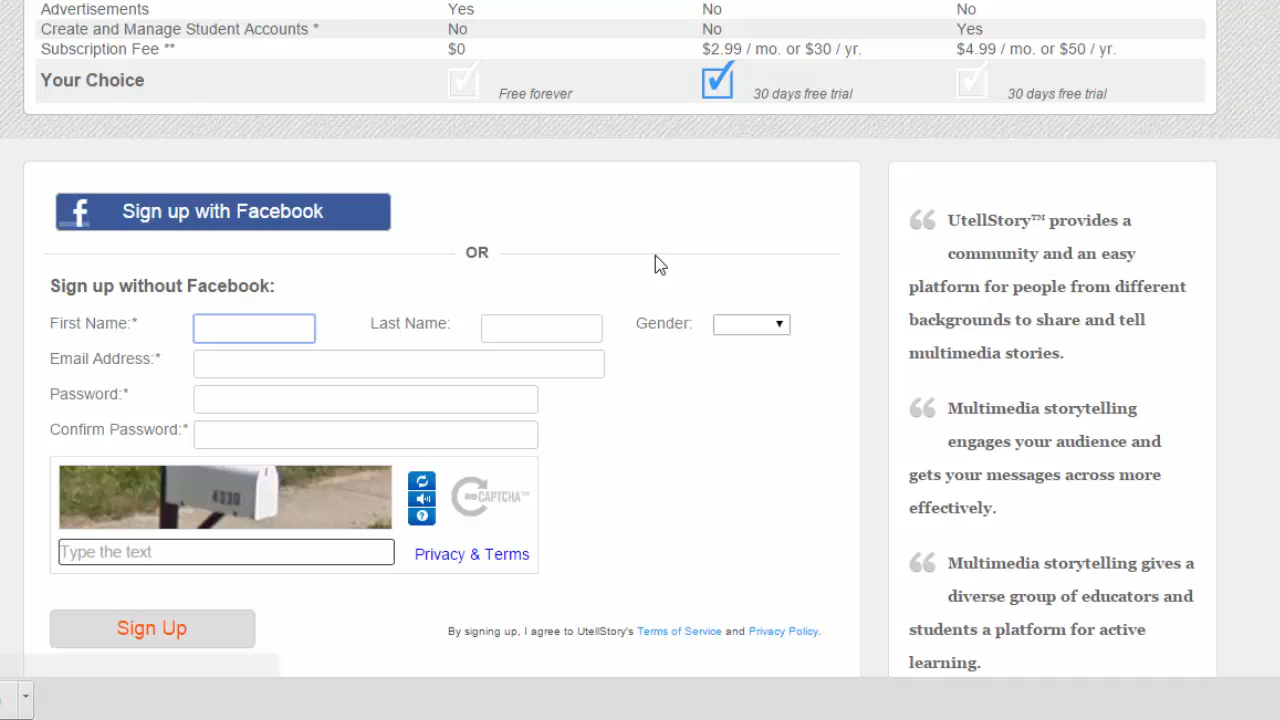 Advertisements Yes No No
Create and Manage Student Accounts * No No Yes
Subscription Fee ** $0 $2.99 / mo. or $30 / yr. $4.99 / mo. or $50 / yr.
Your Choice Free forever 30 days free trial 30 days free trial
f Sign up with Facebook
OR
Sign up without Facebook:
First Name:* Last Name: Gender:
Email Address:*
Password:*
Confirm Password:*
4330
reCAPTCHA™
Type the text Privacy & Terms
Sign Up By signing up, I agree to UtellStory's Terms of Service and Privacy Policy.
UtellStory™ provides a
community and an easy
platform for people from different
backgrounds to share and tell
multimedia stories.
Multimedia storytelling
engages your audience and
gets your messages across more
effectively.
Multimedia storytelling gives a
diverse group of educators and
students a platform for active
learning.